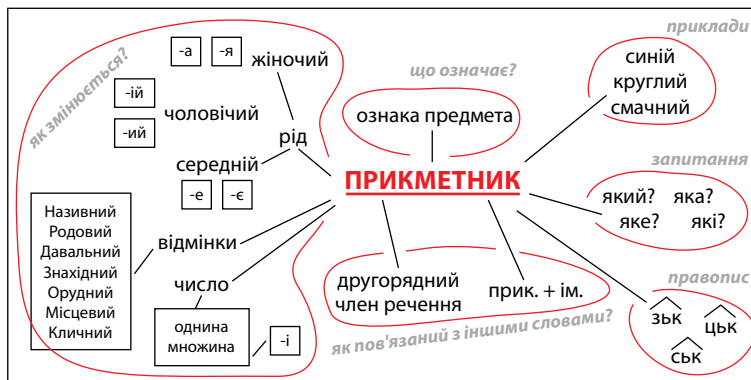 як змінюється?
-а -я
жіночий
-ій
-ий
чоловічий
рід
середній
-е -є
Називний
Родовий
Давальний
Знахідний
Орудний
Місцевий
Кличний
відмінки
число
однина
множина
-і
що означає?
ознака предмета
ПРИКМЕТНИК
другорядний
член речення
прик. + ім.
як пов'язаний з іншими словами?
приклади
синій
круглий
смачний
запитання
який? яка?
яке? які?
правопис
зьк цьк
ськ